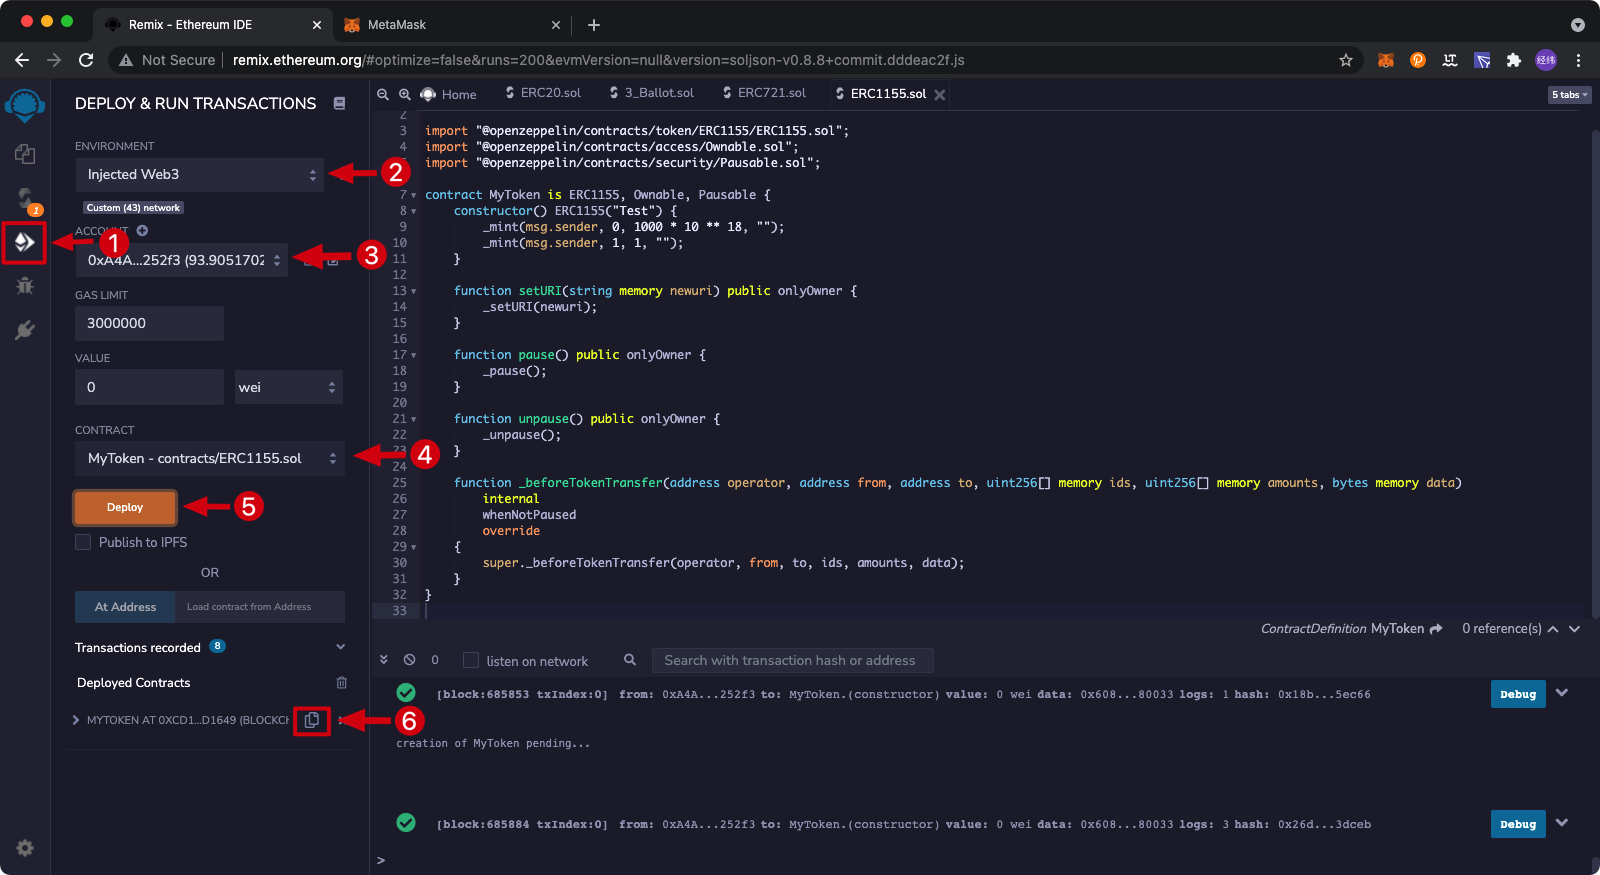 Remix - Ethereum IDE
MetaMask
Not Secure
remix.ethereum.org/#optimize=false&runs=200&evmVersion=null&version=soljson-v0.8.8+commit.dddeac2f.js
经纬
DEPLOY & RUN TRANSACTIONS
ENVIRONMENT
Injected Web3
2
Custom (43) network
1
ACCOUNT
1
0xA4A...252f3 (93.9051702
3
GAS LIMIT
3000000
VALUE
0
wei
CONTRACT
MyToken - contracts/ERC1155.sol
4
Deploy
5
Publish to IPFS
OR
At Address
Load contract from Address
Transactions recorded 8
Deployed Contracts
MYTOKEN AT 0XCD1...D1649 (BLOCKCH
6
Home
ERC20.sol
3_Ballot.sol
ERC721.sol
ERC1155.sol
5 tabs
2
3 import "@openzeppelin/contracts/token/ERC1155/ERC1155.sol";
4 import "@openzeppelin/contracts/access/Ownable.sol";
import "@openzeppelin/contracts/security/Pausable.sol";
7 contract MyToken is ERC1155, Ownable, Pausable {
8 constructor() ERC1155("Test") {
9 _mint(msg.sender, 0, 1000 * 10 ** 18, "");
10 _mint(msg.sender, 1, 1, "");
11 }
12
13 function setURI(string memory newuri) public onlyOwner {
14 _setURI(newuri);
15 }
16
17 function pause() public onlyOwner {
18 _pause();
19 }
20
21 function unpause() public onlyOwner {
22 _unpause();
23 }
24
25 function _beforeTokenTransfer(address operator, address from, address to, uint256[] memory ids, uint256[] memory amounts, bytes memory data)
26 internal
27 whenNotPaused
28 override
29 {
30 super._beforeTokenTransfer(operator, from, to, ids, amounts, data);
31 }
32 }
33
ContractDefinition MyToken
0 reference(s)
0
listen on network
Search with transaction hash or address
[block:685853 txIndex:0] from: 0xA4A...252f3 to: MyToken.(constructor) value: 0 wei data: 0x608...80033 logs: 1 hash: 0x18b...5ec66
Debug
creation of MyToken pending...
[block:685884 txIndex:0] from: 0xA4A...252f3 to: MyToken.(constructor) value: 0 wei data: 0x608...80033 logs: 3 hash: 0x26d...3dceb
Debug
>